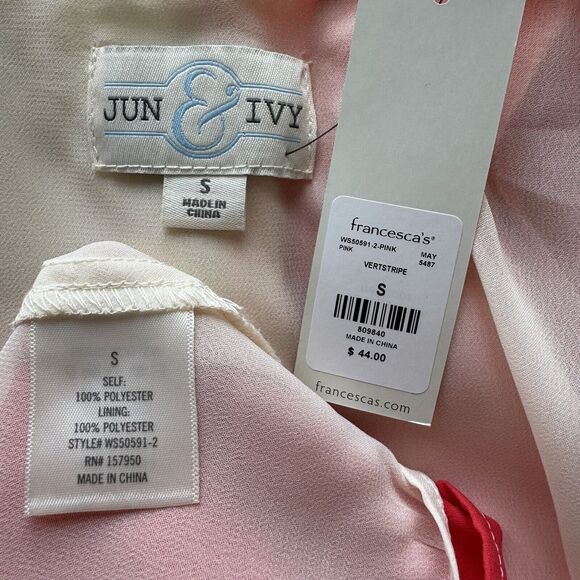 JUN & IVY
S
MADE IN
CHINA
francesca's®
WS50591-2-PINK MAY
PINK 5487
VERTSTRIPE
S
809840
MADE IN CHINA
$ 44.00
francescas.com
S
SELF:
100% POLYESTER
LINING:
100% POLYESTER
STYLE# WS50591-2
RN# 157950
MADE IN CHINA